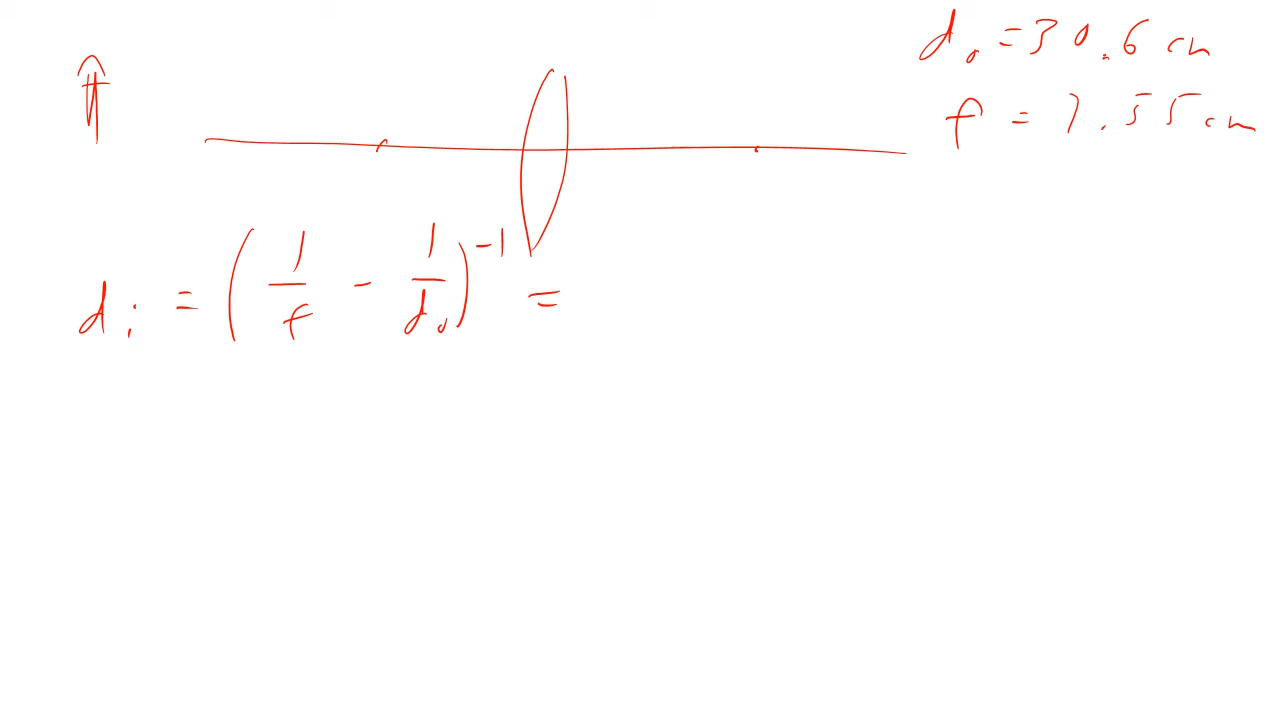 d₀ = 30.6 cm
f = 7.55 cm
dᵢ = (1/f - 1/d₀)⁻¹ =